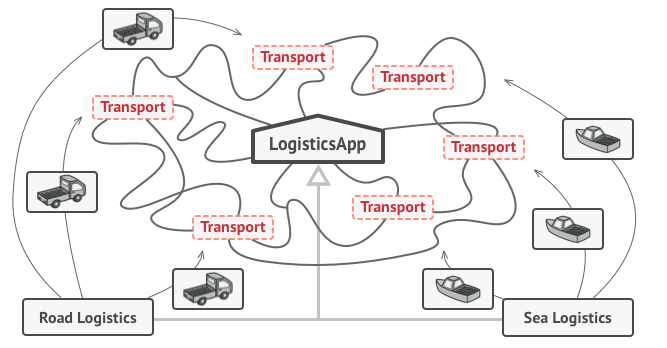 Transport
Transport
Transport
LogisticsApp
Transport
Transport
Transport
Road Logistics
Sea Logistics